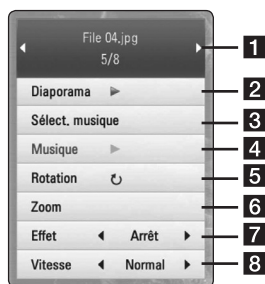 File 04.jpg
5/8
1
Diaporama
2
Sélect. musique
3
Musique
4
Rotation
5
Zoom
6
Effet Arrêt
7
Vitesse Normal
8